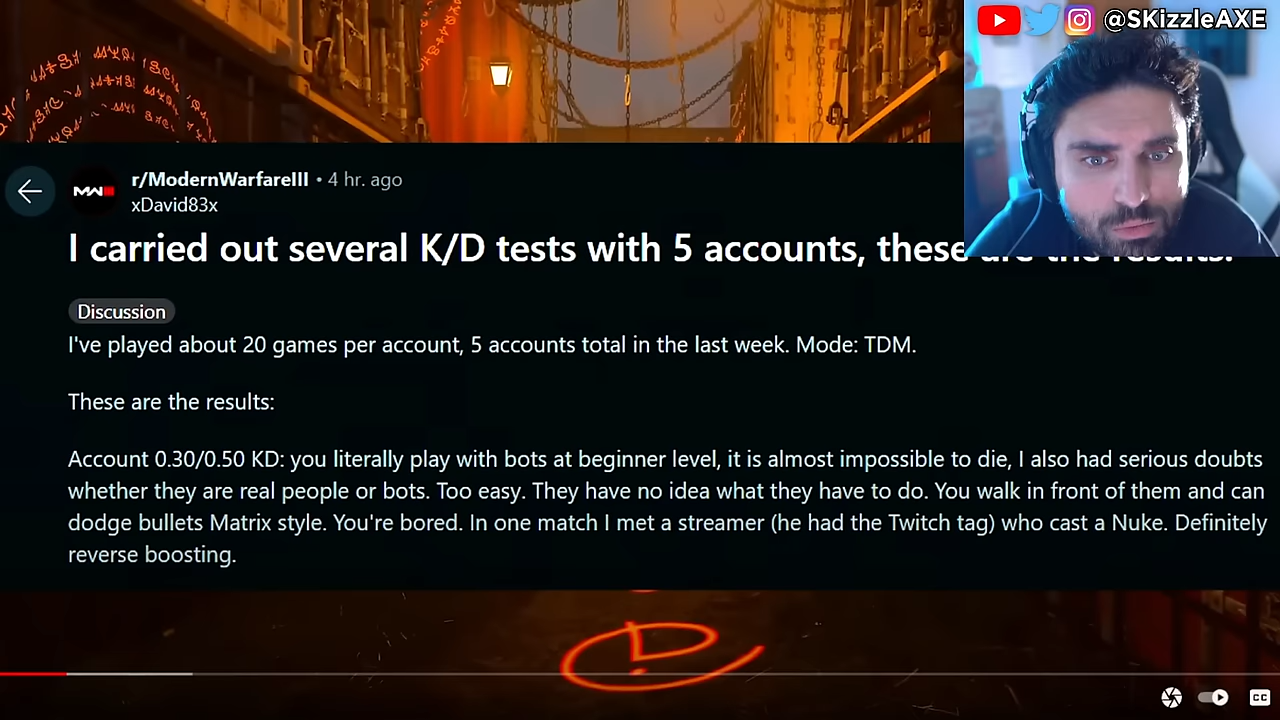 @SKizzleAXE
r/ModernWarfareIII • 4 hr. ago
MWIII
xDavid83x
I carried out several K/D tests with 5 accounts, these are the results.
Discussion
I've played about 20 games per account, 5 accounts total in the last week. Mode: TDM.
These are the results:
Account 0.30/0.50 KD: you literally play with bots at beginner level, it is almost impossible to die, I also had serious doubts
whether they are real people or bots. Too easy. They have no idea what they have to do. You walk in front of them and can
dodge bullets Matrix style. You're bored. In one match I met a streamer (he had the Twitch tag) who cast a Nuke. Definitely
reverse boosting.
CC